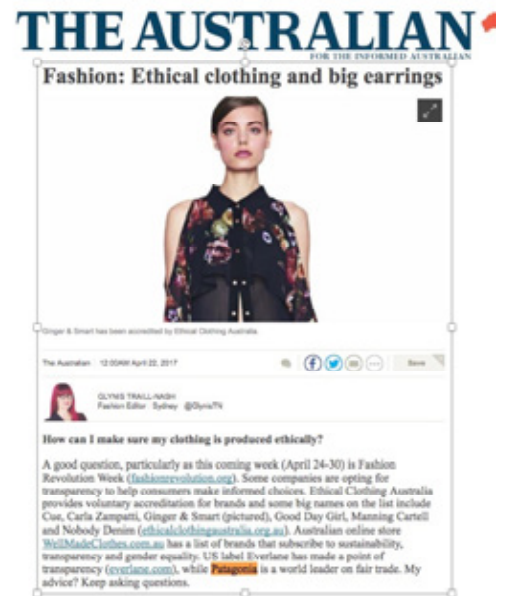 THE AUSTRALIAN
FOR THE INFORMED AUSTRALIAN
Fashion: Ethical clothing and big earrings
Ginger & Smart has been accredited by Ethical Clothing Australia.
The Australian 12:00AM April 22, 2017
Save
GLYNIS TRAILL-NASH
Fashion Editor Sydney @GlynisTN
How can I make sure my clothing is produced ethically?
A good question, particularly as this coming week (April 24-30) is Fashion
Revolution Week (fashionrevolution.org). Some companies are opting for
transparency to help consumers make informed choices. Ethical Clothing Australia
provides voluntary accreditation for brands and some big names on the list include
Cue, Carla Zampatti, Ginger & Smart (pictured), Good Day Girl, Manning Cartell
and Nobody Denim (ethicalclothingaustralia.org.au). Australian online store
WellMadeClothes.com.au has a list of brands that subscribe to sustainability,
transparency and gender equality. US label Everlane has made a point of
transparency (everlane.com), while Patagonia is a world leader on fair trade. My
advice? Keep asking questions.